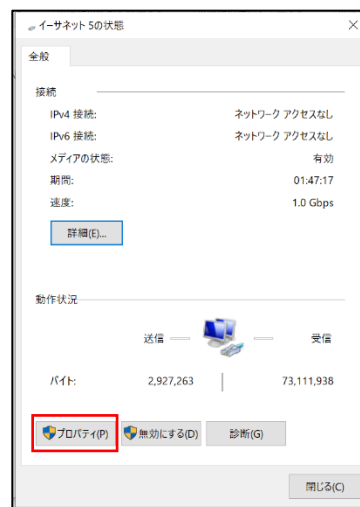 イーサネット 5の状態
全般
接続
IPv4 接続: ネットワーク アクセスなし
IPv6 接続: ネットワーク アクセスなし
メディアの状態: 有効
期間: 01:47:17
速度: 1.0 Gbps
詳細(E)...
動作状況
送信 受信
バイト: 2,927,263 73,111,938
プロパティ(P) 無効にする(D) 診断(G)
閉じる(C)